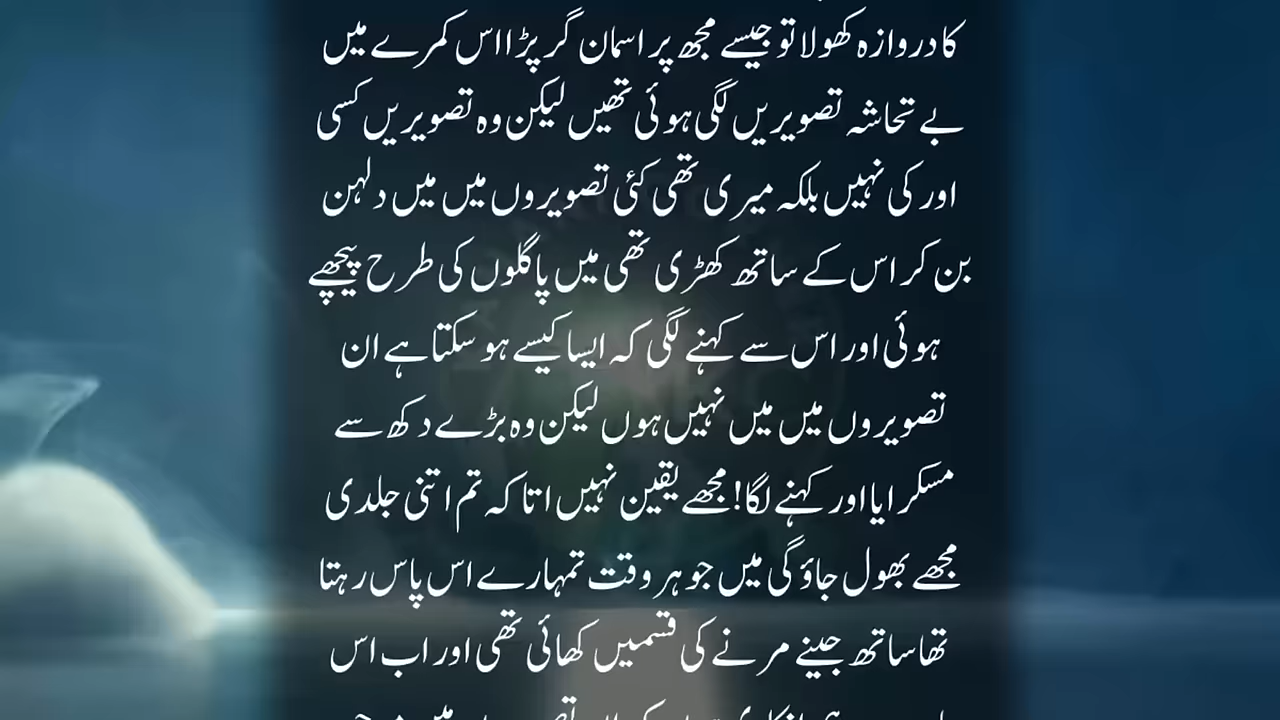 کا دروازہ کھولا تو جیسے مجھ پر اسمان گر پڑا اس کمرے میں
بے تحاشہ تصویریں لگی ہوئی تھیں لیکن وہ تصویریں کسی
اور کی نہیں بلکہ میری تھی کئی تصویروں میں میں دلہن
بن کر اس کے ساتھ کھڑی تھی میں پاگلوں کی طرح پیچھے
ہوئی اور اس سے کہنے لگی کہ ایسا کیسے ہو سکتا ہے ان
تصویروں میں میں نہیں ہوں لیکن وہ بڑے دکھ سے
مسکرایا اور کہنے لگا! مجھے یقین نہیں اتا کہ تم اتنی جلدی
مجھے بھول جاؤ گی میں جو ہر وقت تمہارے اس پاس رہتا
تھا ساتھ جینے مرنے کی قسمیں کھائی تھی اور اب اس